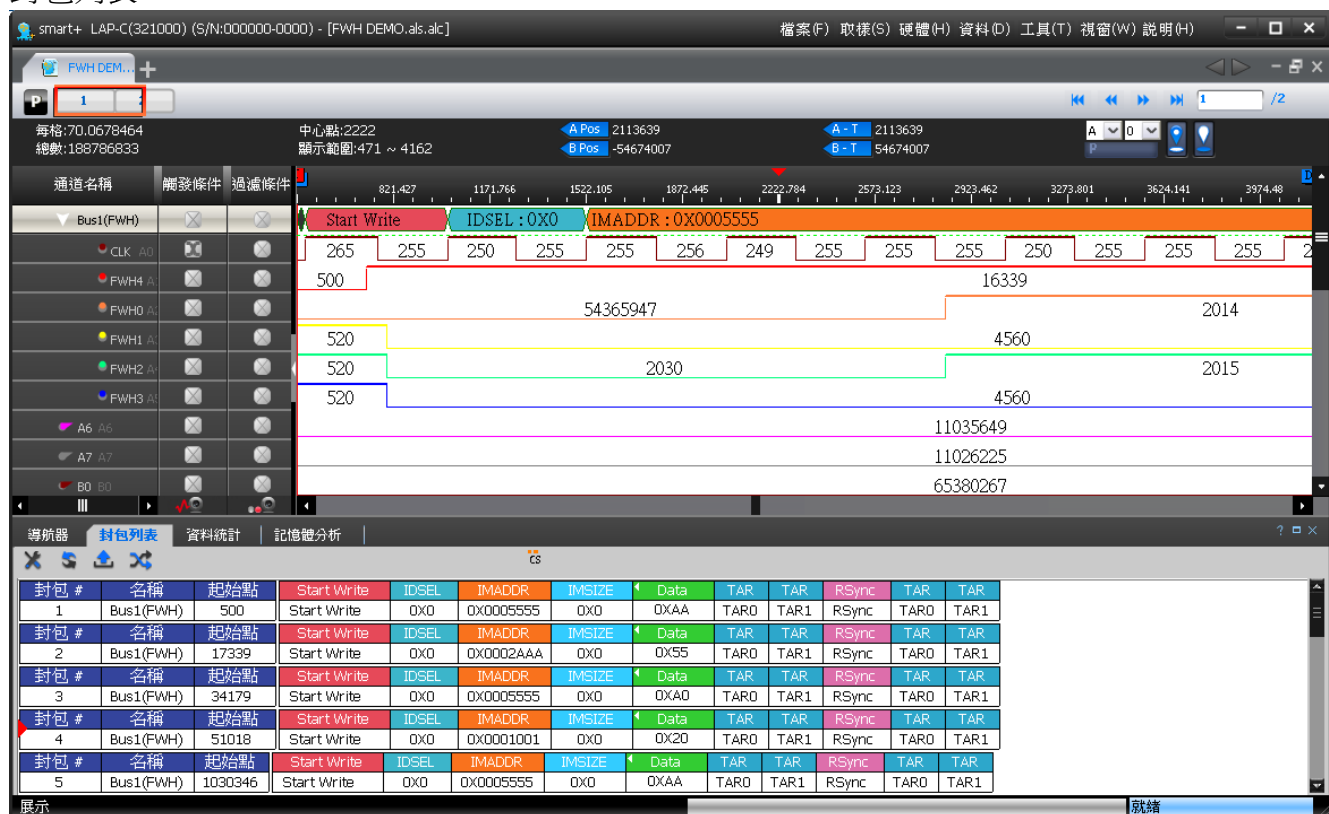 smart+ LAP-C(321000) (S/N:000000-0000) - [FWH DEMO.als.alc] 檔案(F) 取樣(S) 硬體(H) 資料(D) 工具(T) 視窗(W) 說明(H)
FWH DEM...
P 1 2 1 /2
每格:70.0678464 中心點:2222 A Pos 2113639 A - T 2113639 A 0
總數:188786833 顯示範圍:471 ~ 4162 B Pos -54674007 B - T 54674007 P
通道名稱 觸發條件 過濾條件 821.427 1171.766 1522.105 1872.445 2222.784 2573.123 2923.462 3273.801 3624.141 3974.48
Bus1(FWH) Start Write IDSEL : 0X0 IMADDR : 0X0005555
CLK A0 265 255 250 255 255 256 249 255 255 255 250 255 255 255
FWH4 500 16339
FWH0 54365947 2014
FWH1 520 4560
FWH2 520 2030 2015
FWH3 520 4560
A6 A6 11035649
A7 A7 11026225
B0 B0 65380267
導航器 封包列表 資料統計 記憶體分析
cs
封包 # 名稱 起始點 Start Write IDSEL IMADDR IMSIZE Data TAR TAR RSync TAR TAR
1 Bus1(FWH) 500 Start Write 0X0 0X0005555 0X0 0XAA TAR0 TAR1 RSync TAR0 TAR1
封包 # 名稱 起始點 Start Write IDSEL IMADDR IMSIZE Data TAR TAR RSync TAR TAR
2 Bus1(FWH) 17339 Start Write 0X0 0X0002AAA 0X0 0X55 TAR0 TAR1 RSync TAR0 TAR1
封包 # 名稱 起始點 Start Write IDSEL IMADDR IMSIZE Data TAR TAR RSync TAR TAR
3 Bus1(FWH) 34179 Start Write 0X0 0X0005555 0X0 0XA0 TAR0 TAR1 RSync TAR0 TAR1
封包 # 名稱 起始點 Start Write IDSEL IMADDR IMSIZE Data TAR TAR RSync TAR TAR
4 Bus1(FWH) 51018 Start Write 0X0 0X0001001 0X0 0X20 TAR0 TAR1 RSync TAR0 TAR1
封包 # 名稱 起始點 Start Write IDSEL IMADDR IMSIZE Data TAR TAR RSync TAR TAR
5 Bus1(FWH) 1030346 Start Write 0X0 0X0005555 0X0 0XAA TAR0 TAR1 RSync TAR0 TAR1
展示 就緒